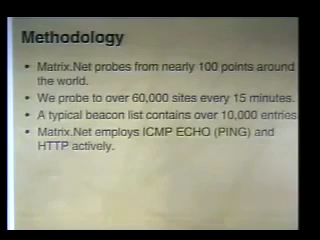 Methodology
• Matrix.Net probes from nearly 100 points around
the world.
• We probe to over 60,000 sites every 15 minutes.
• A typical beacon list contains over 10,000 entries
• Matrix.Net employs ICMP ECHO (PING) and
HTTP actively.